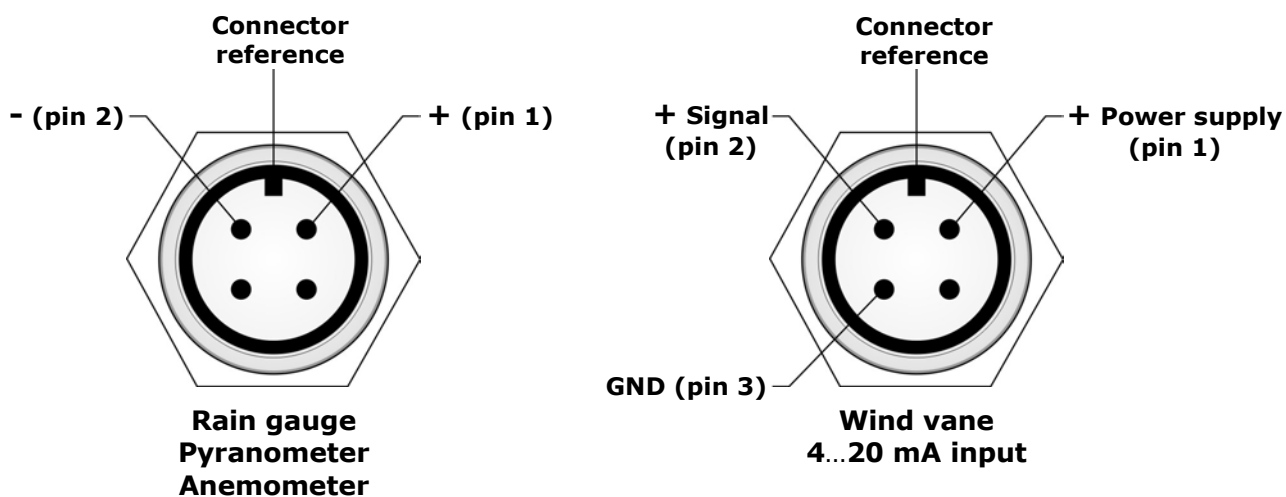 Connector
reference
- (pin 2)
+ (pin 1)
Rain gauge
Pyranometer
Anemometer
Connector
reference
+ Signal
(pin 2)
+ Power supply
(pin 1)
GND (pin 3)
Wind vane
4...20 mA input